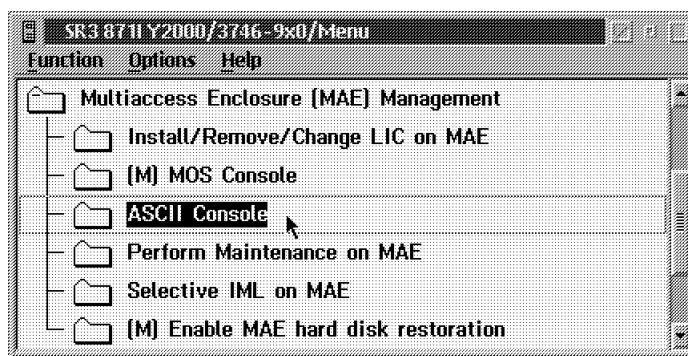 SR3 871I Y2000/3746-9x0/Menu
Function Options Help
Multiaccess Enclosure (MAE) Management
Install/Remove/Change LIC on MAE
(M) MOS Console
ASCII Console
Perform Maintenance on MAE
Selective IML on MAE
(M) Enable MAE hard disk restoration